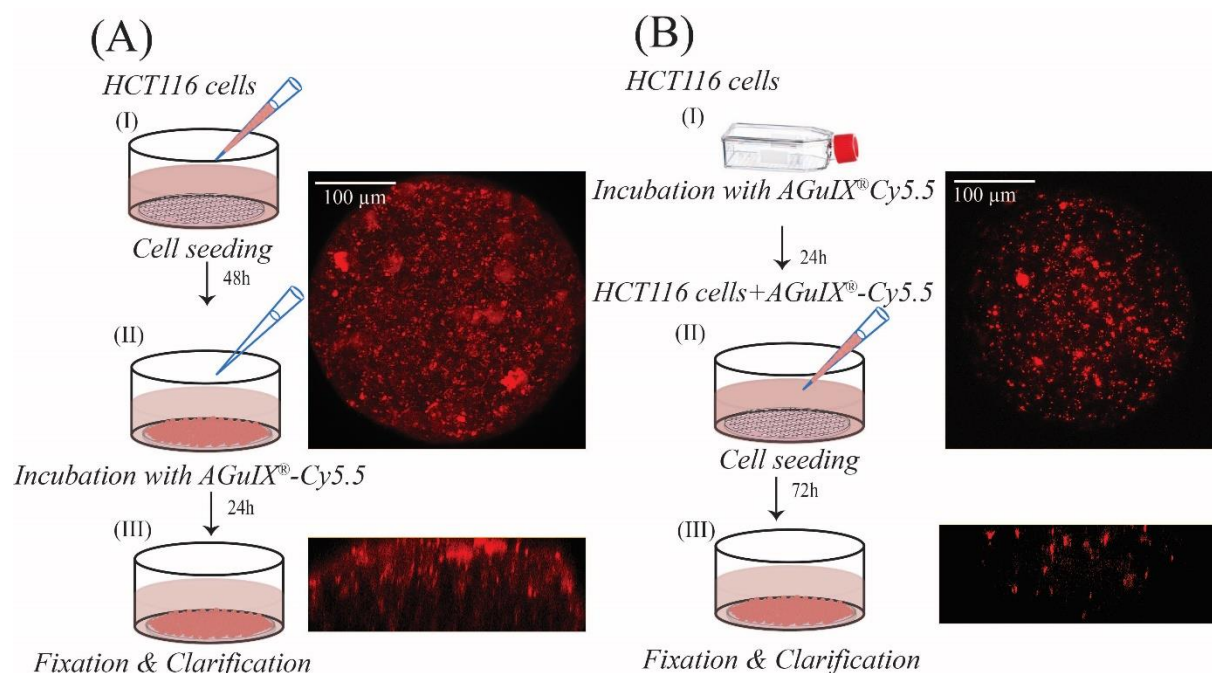 (A)
HCT116 cells
(I)
100 µm
Cell seeding
48h
(II)
Incubation with AGuIX®-Cy5.5
24h
(III)
Fixation & Clarification
(B)
HCT116 cells
(I)
Incubation with AGuIX®Cy5.5
100 µm
24h
HCT116 cells+AGuIX®-Cy5.5
(II)
Cell seeding
72h
(III)
Fixation & Clarification